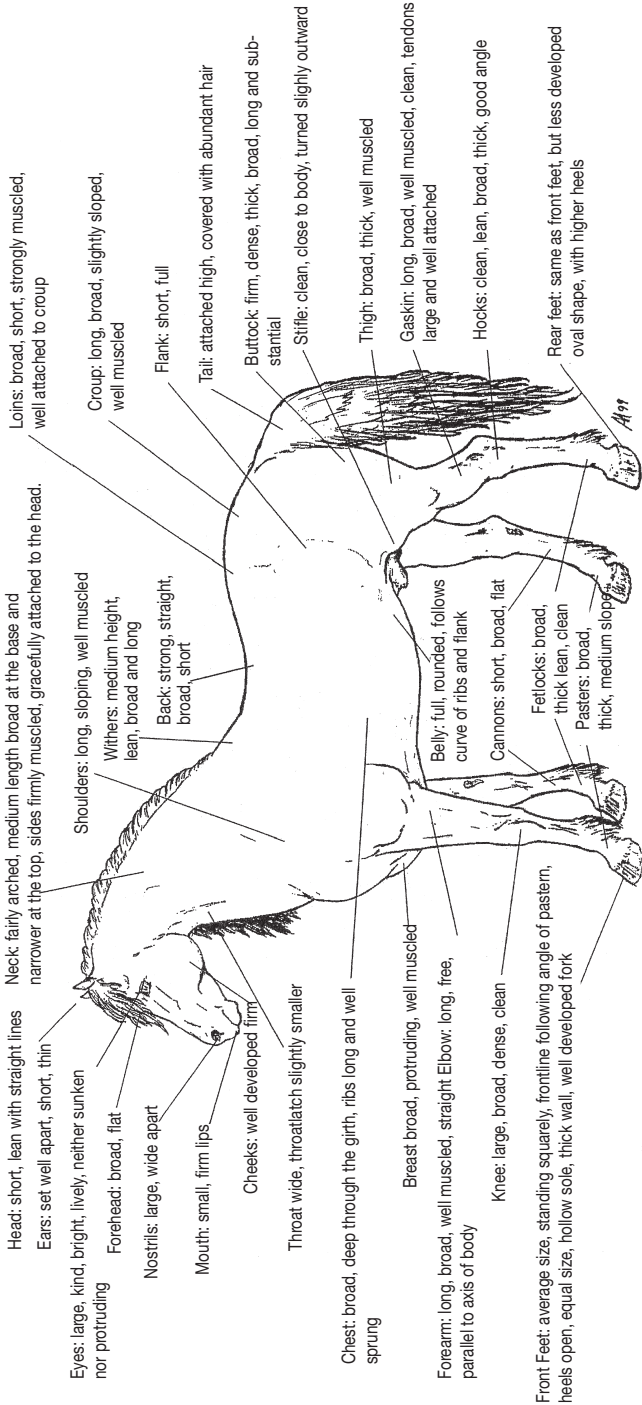 Head: short, lean with straight lines
Ears: set well apart, short, thin
Eyes: large, kind, bright, lively, neither sunken
nor protruding
Forehead: broad, flat
Nostrils: large, wide apart
Mouth: small, firm lips
Cheeks: well developed firm
Throat wide, throatlatch slightly smaller
Chest: broad, deep through the girth, ribs long and well
sprung
Breast broad, protruding, well muscled
Forearm: long, broad, well muscled, straight Elbow: long, free,
parallel to axis of body
Knee: large, broad, dense, clean
Front Feet: average size, standing squarely, frontline following angle of pastern,
heels open, equal size, hollow sole, thick wall, well developed fork
Neck: fairly arched, medium length broad at the base and
narrower at the top, sides firmly muscled, gracefully attached to the head.
Shoulders: long, sloping, well muscled
Withers: medium height,
lean, broad and long
Back: strong, straight,
broad, short
Belly: full, rounded, follows
curve of ribs and flank
Cannons: short, broad, flat
Fetlocks: broad,
thick lean, clean
Pasters: broad,
thick, medium slope
Loins: broad, short, strongly muscled,
well attached to croup
Croup: long, broad, slightly sloped,
well muscled
Flank: short, full
Tail: attached high, covered with abundant hair
Buttock: firm, dense, thick, broad, long and sub-
stantial
Stifle: clean, close to body, turned slighly outward
Thigh: broad, thick, well muscled
Gaskin: long, broad, well muscled, clean, tendons
large and well attached
Hocks: clean, lean, broad, thick, good angle
Rear feet: same as front feet, but less developed
oval shape, with higher heels